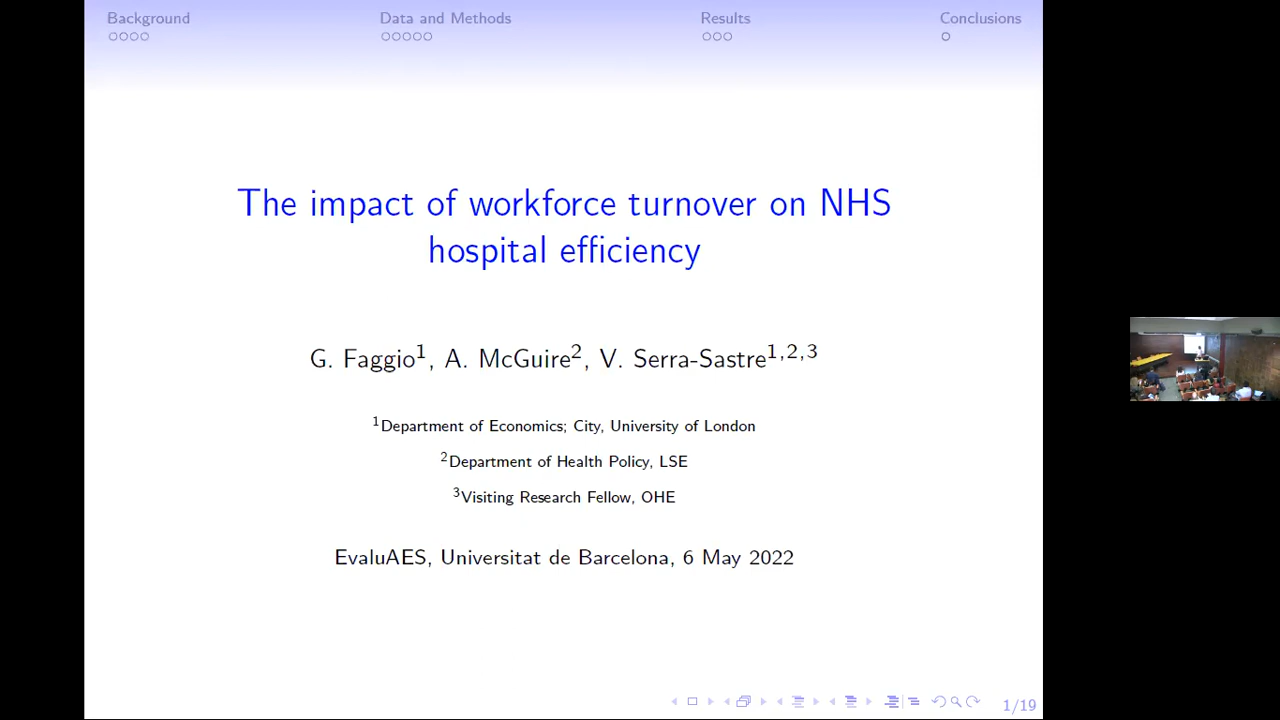 Background
Data and Methods
Results
Conclusions
The impact of workforce turnover on NHS
hospital efficiency
G. Faggio1, A. McGuire2, V. Serra-Sastre1,2,3
1Department of Economics; City, University of London
2Department of Health Policy, LSE
3Visiting Research Fellow, OHE
EvaluAES, Universitat de Barcelona, 6 May 2022
1/19